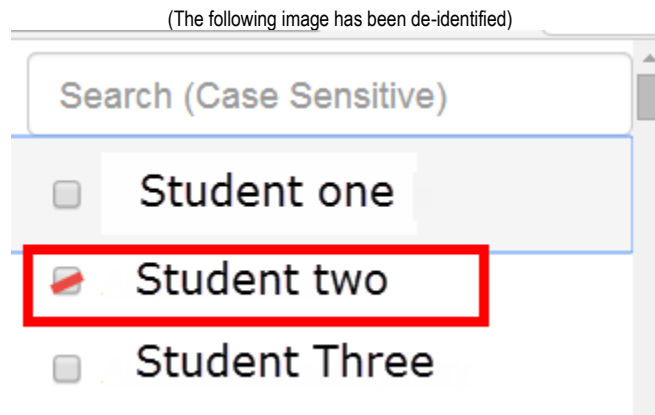 (The following image has been de-identified)
Search (Case Sensitive)
Student one
Student two
Student Three